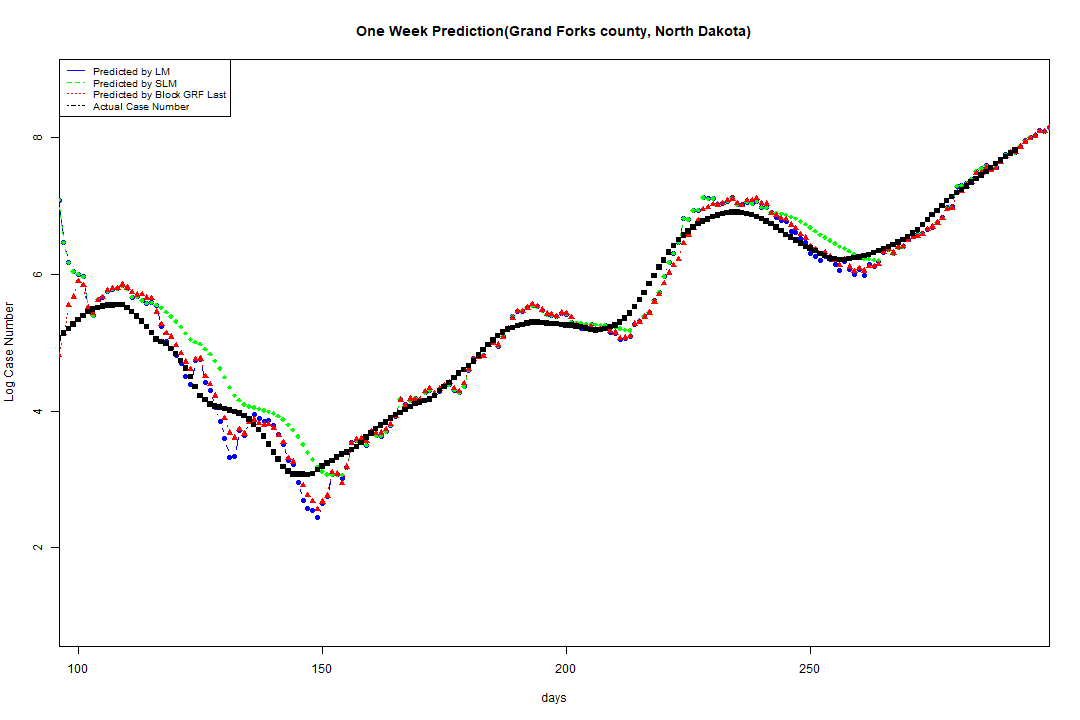 One Week Prediction(Grand Forks county, North Dakota)
Predicted by LM
Predicted by SLM
Predicted by Block GRF Last
Actual Case Number
8
6
4
2
Log Case Number
100 150 200 250
days